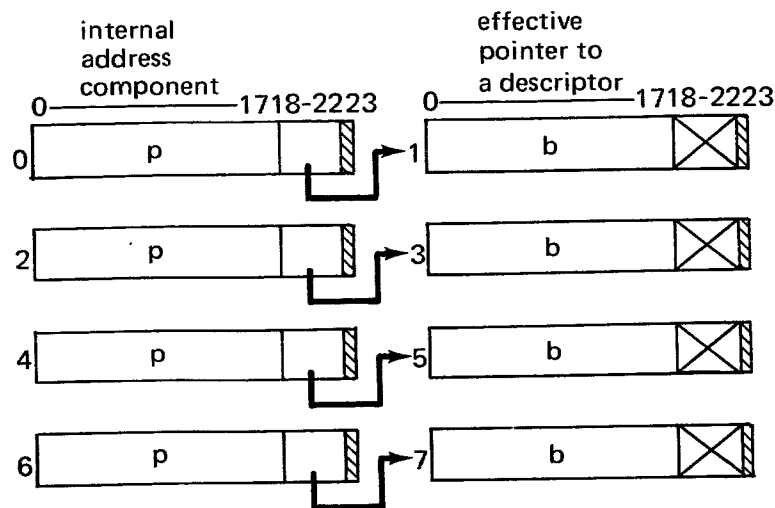 internal
address
component
0 1718-2223
effective
pointer to
a descriptor
0 1718-2223
0 p 1 b
2 p 3 b
4 p 5 b
6 p 7 b